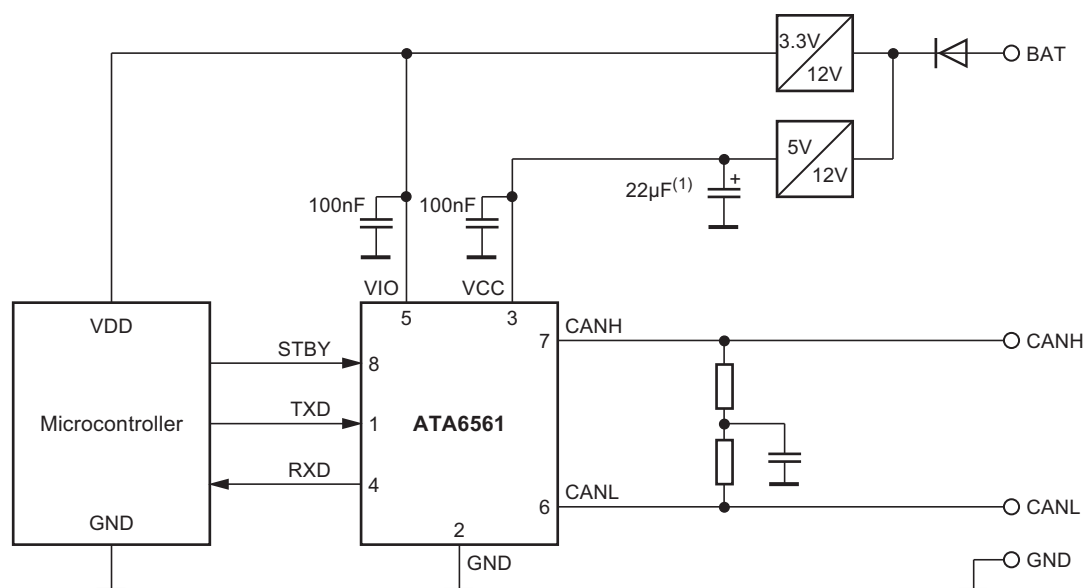 3.3V
12V
BAT
5V
12V
22µF(1)
+
100nF
100nF
VIO
VCC
5
3
VDD
CANH
7
CANH
STBY
8
Microcontroller
TXD
1
ATA6561
RXD
4
CANL
6
CANL
GND
2
GND
GND